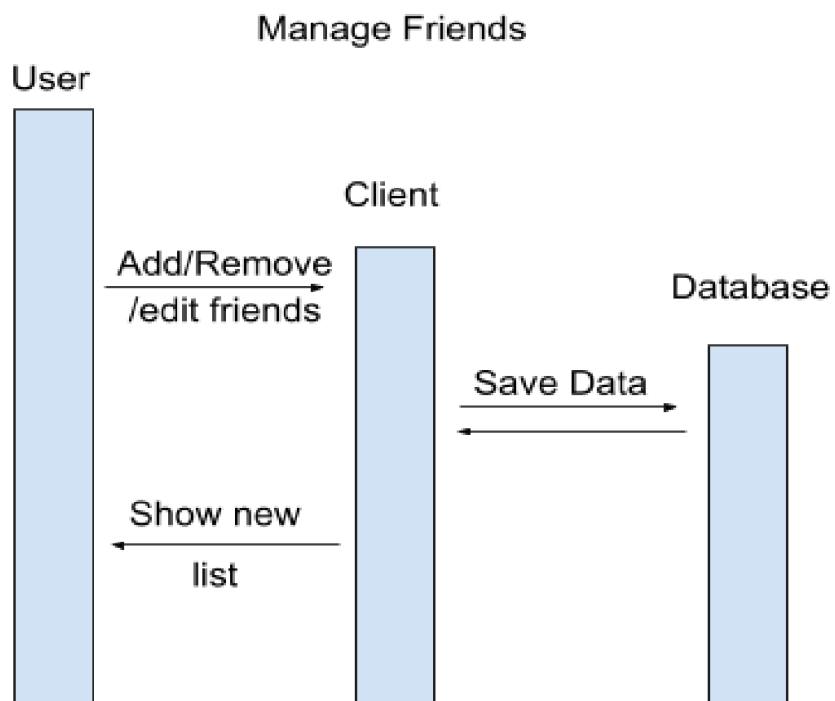 Manage Friends
User
Client
Add/Remove
/edit friends
Database
Save Data
Show new
list